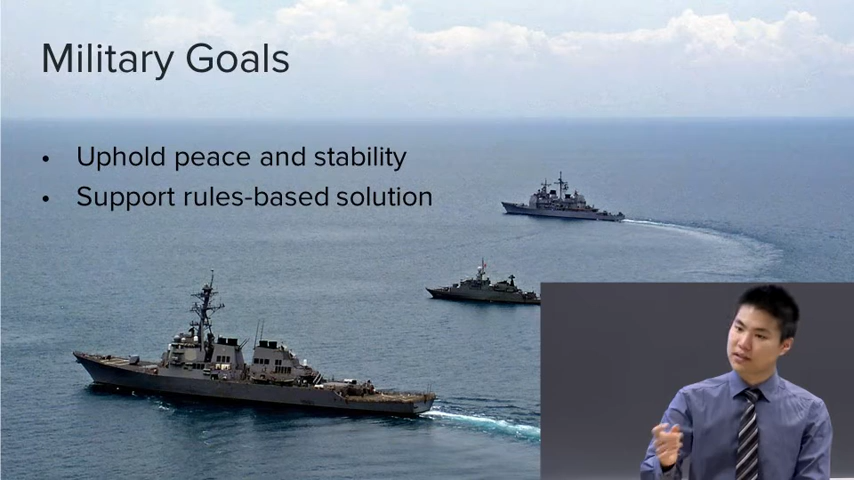 Military Goals
• Uphold peace and stability
• Support rules-based solution